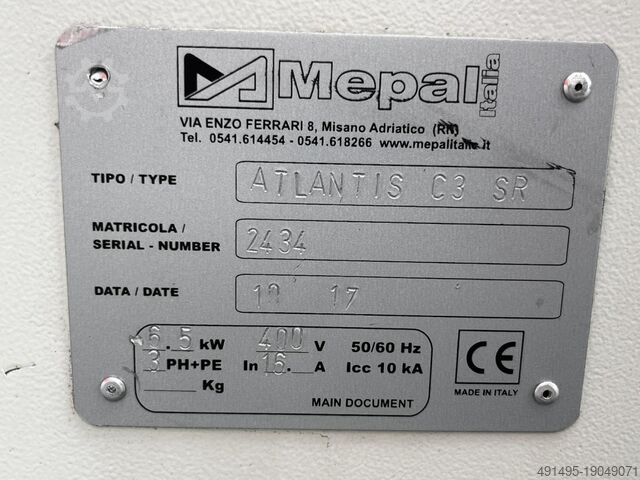 Mepal Italia
VIA ENZO FERRARI 8, Misano Adriatico (RN)
Tel. 0541.614454 - 0541.618266 www.mepalitalia.it
TIPO / TYPE ATLANTIS C3 SR
MATRICOLA / SERIAL - NUMBER 2434
DATA / DATE 10 17
6.5 kW 400 V 50/60 Hz
3 PH+PE In 16. A Icc 10 kA
Kg
MAIN DOCUMENT
CE
MADE IN ITALY
491495-19049071